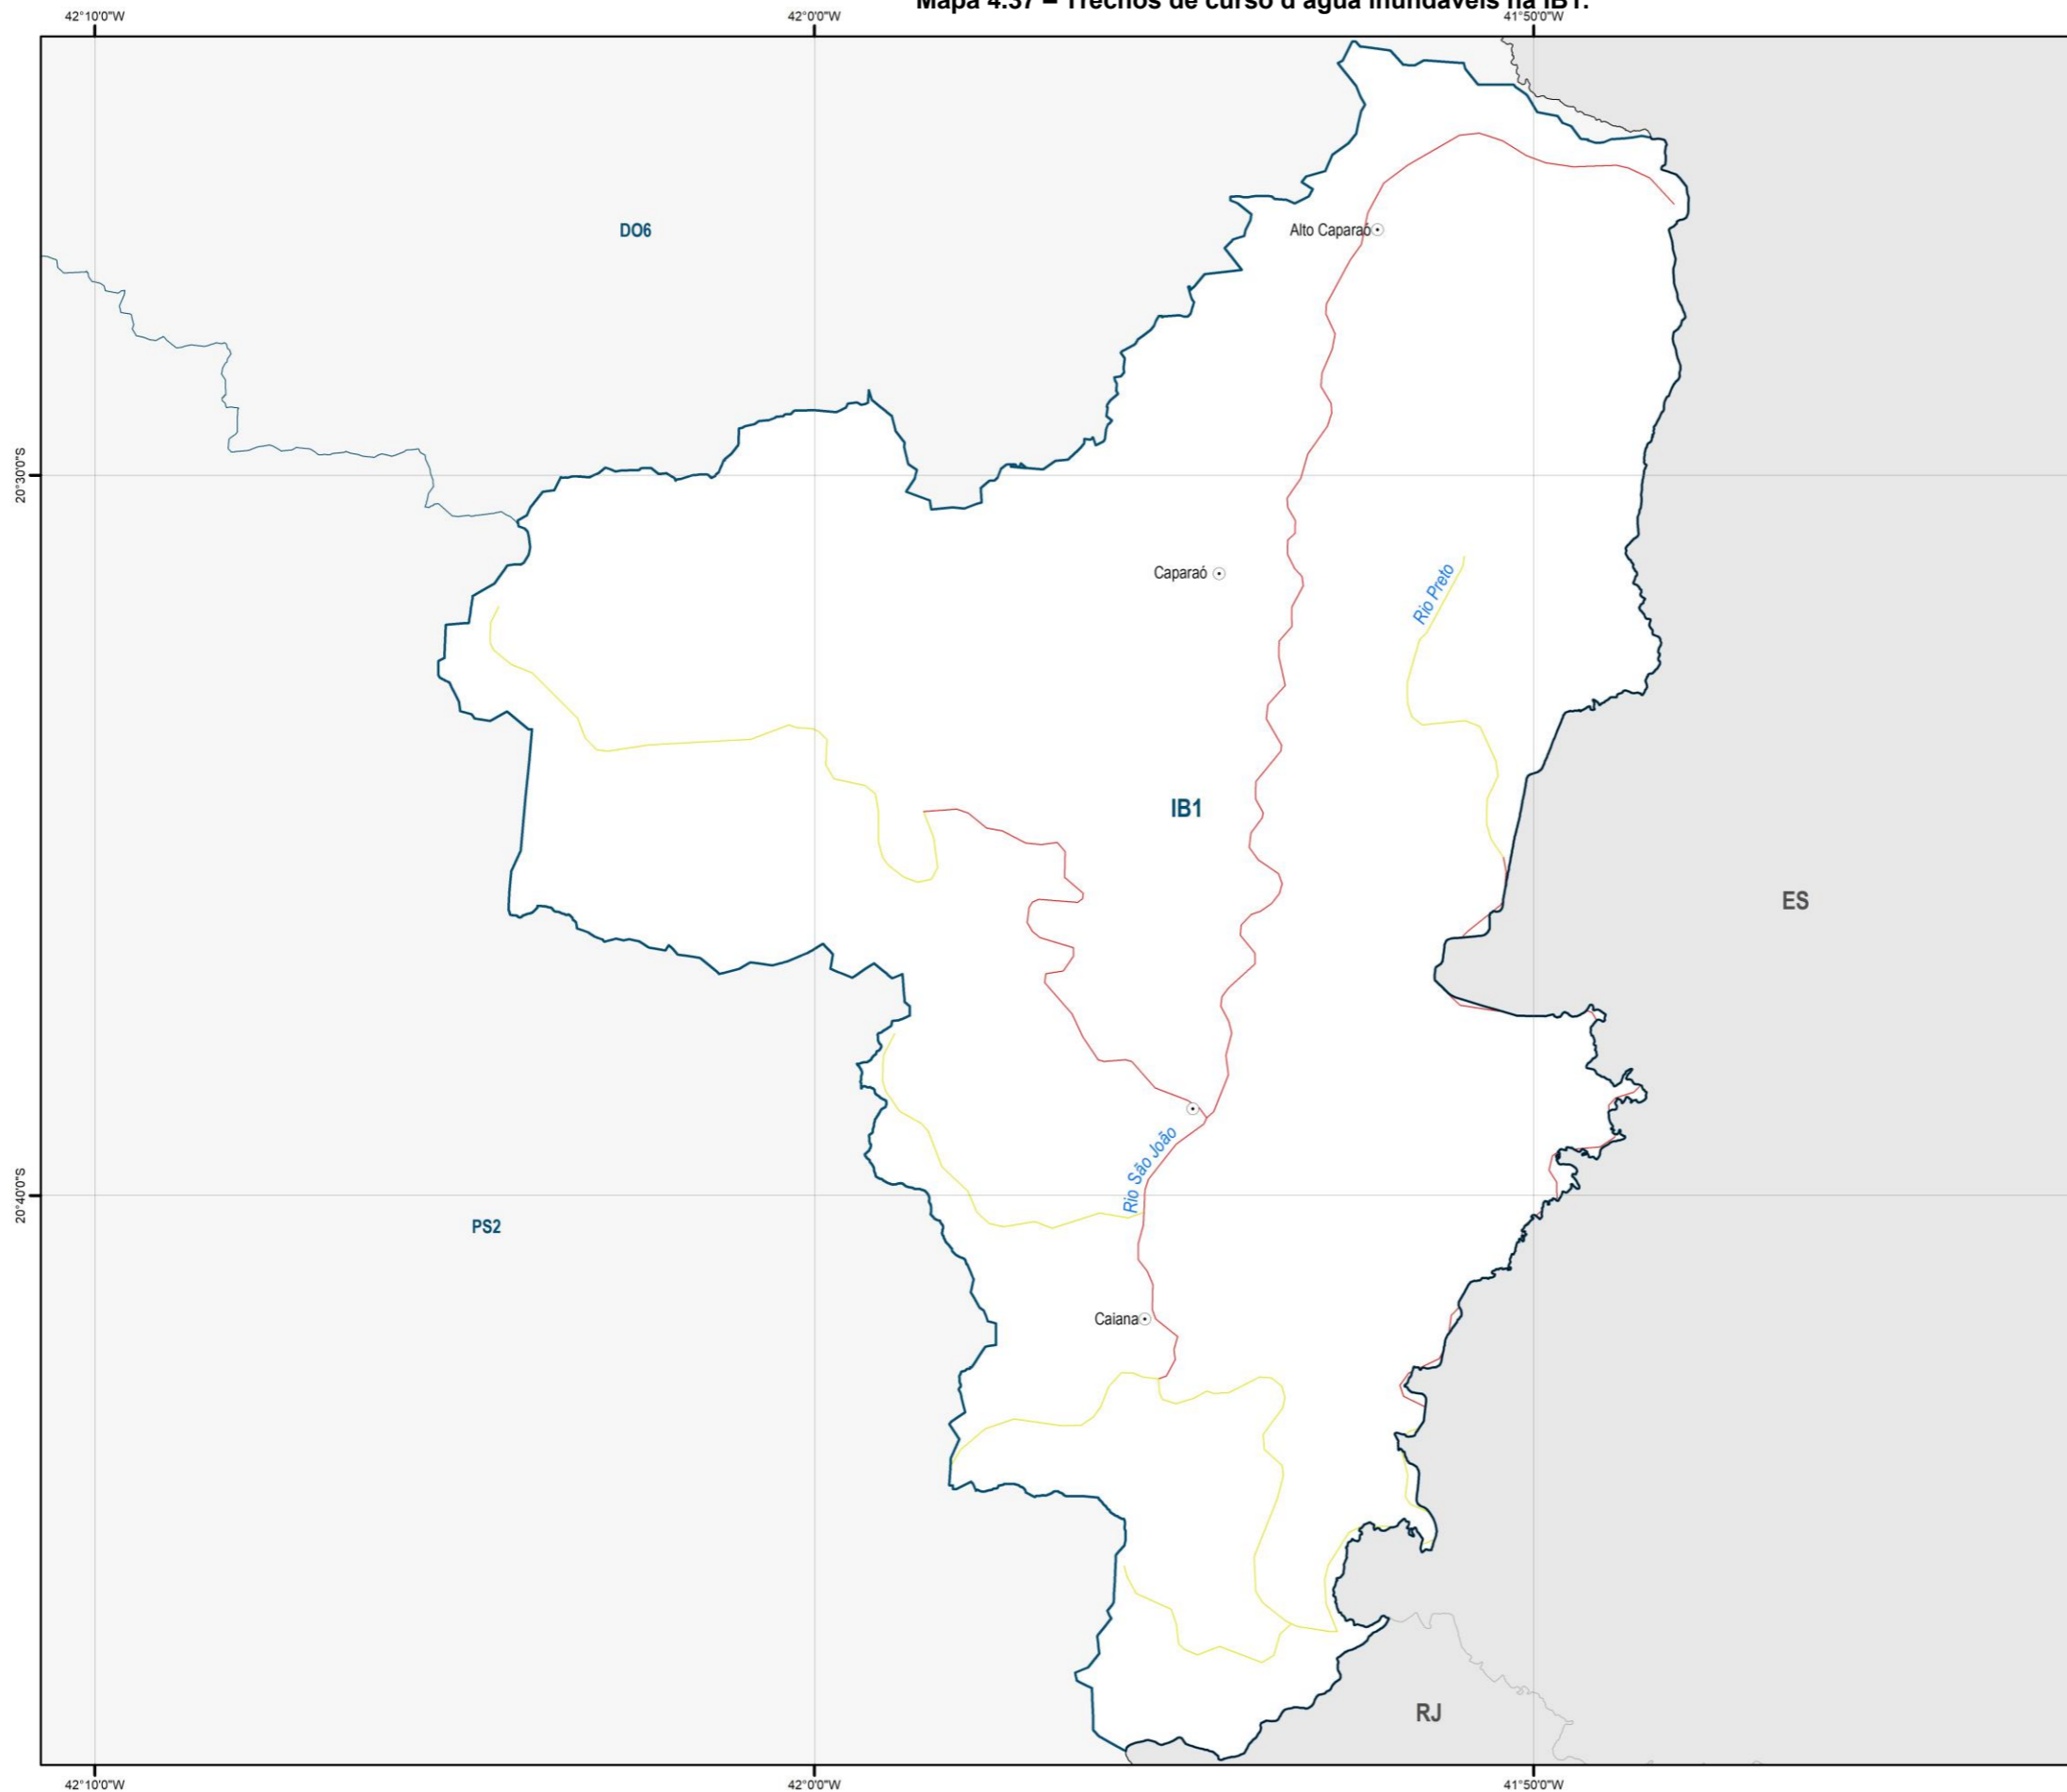 Mapa 4.37 – Trechos de curso d'água inundáveis na IB1.
42°10'0"W
42°0'0"W
41°50'0"W
DO6
Alto Caparaó
20°30'0"S
Caparaó
Rio Preto
IB1
ES
Rio São João
20°40'0"S
PS2
Caiana
RJ
42°10'0"W
42°0'0"W
41°50'0"W